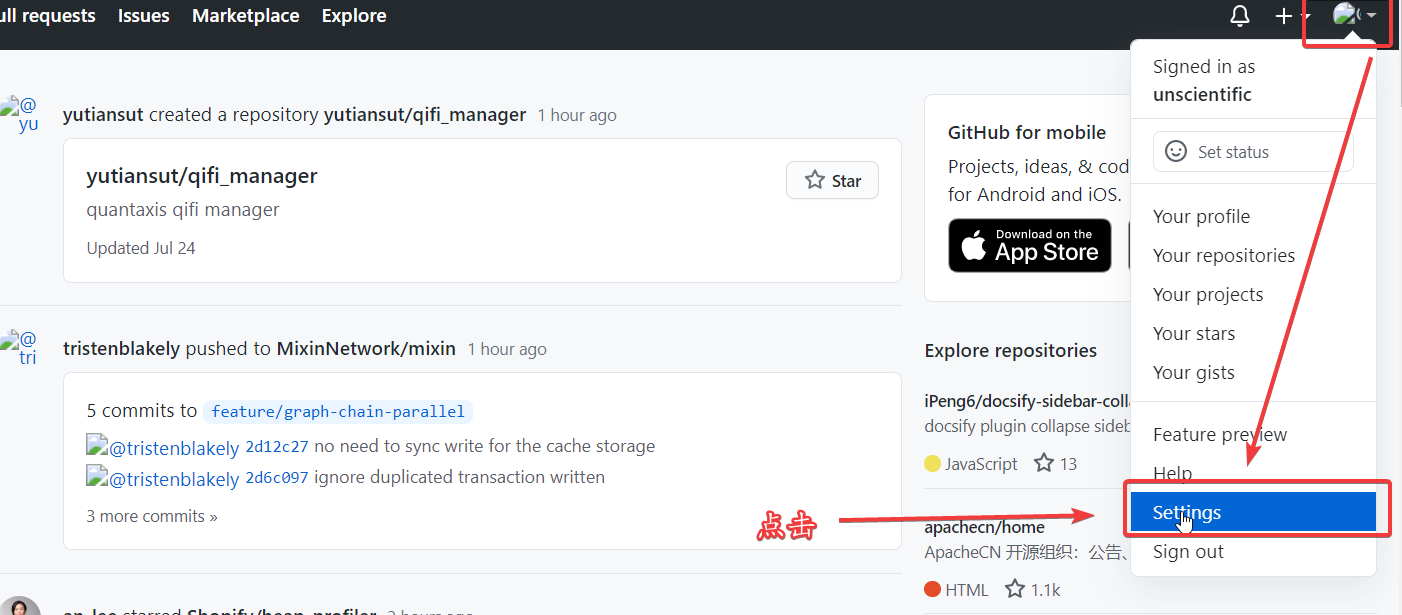 ull requests Issues Marketplace Explore
Signed in as
unscientific
Set status
Your profile
Your repositories
Your projects
Your stars
Your gists
Feature preview
Help
Settings
Sign out
@
yu
yutiansut created a repository yutiansut/qifi_manager 1 hour ago
yutiansut/qifi_manager
Star
quantaxis qifi manager
Updated Jul 24
@
tri
tristenblakely pushed to MixinNetwork/mixin 1 hour ago
5 commits to feature/graph-chain-parallel
@tristenblakely 2d12c27 no need to sync write for the cache storage
@tristenblakely 2d6c097 ignore duplicated transaction written
3 more commits »
点击
GitHub for mobile
Projects, ideas, & cod
for Android and iOS.
Download on the
App Store
Explore repositories
iPeng6/docsify-sidebar-coll
docsify plugin collapse sideb
JavaScript 13
apachecn/home
ApacheCN 开源组织：公告、
HTML 1.1k